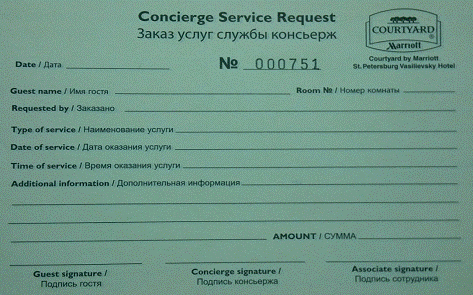 Concierge Service Request
Заказ услуг службы консьерж
COURTYARD®
Marriott
Courtyard by Marriott
St. Petersburg Vasilievsky Hotel
Date / Дата
№ 000751
Guest name / Имя гостя Room № / Номер комнаты
Requested by / Заказано
Type of service / Наименование услуги
Date of service / Дата оказания услуги
Time of service / Время оказания услуги
Additional information / Дополнительная информация
AMOUNT / СУММА
Guest signature / Concierge signature / Associate signature /
Подпись гостя Подпись консьержа Подпись сотрудника